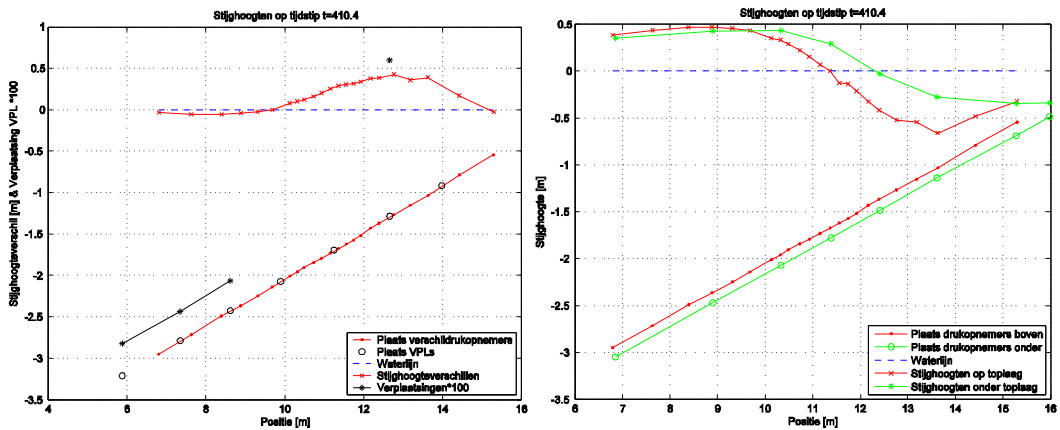 Stijghoogten op tijdstip t=410.4
Stijghoogteverschil [m] & Verplaatsing VPL *100
1
0.5
0
-0.5
-1
-1.5
-2
-2.5
-3
-3.5
4
6
8
10
12
14
16
Positie [m]
Plaats verschildrukopnemers
Plaats VPLs
Waterlijn
Stijghoogteverschillen
Verplaatsingen*100
Stijghoogten op tijdstip t=410.4
Stijghoogte [m]
0.5
0
-0.5
-1
-1.5
-2
-2.5
-3
-3.5
6
7
8
9
10
11
12
13
14
15
16
Positie [m]
Plaats drukopnemers boven
Plaats drukopnemers onder
Waterlijn
Stijghoogten op toplaag
Stijghoogten onder toplaag